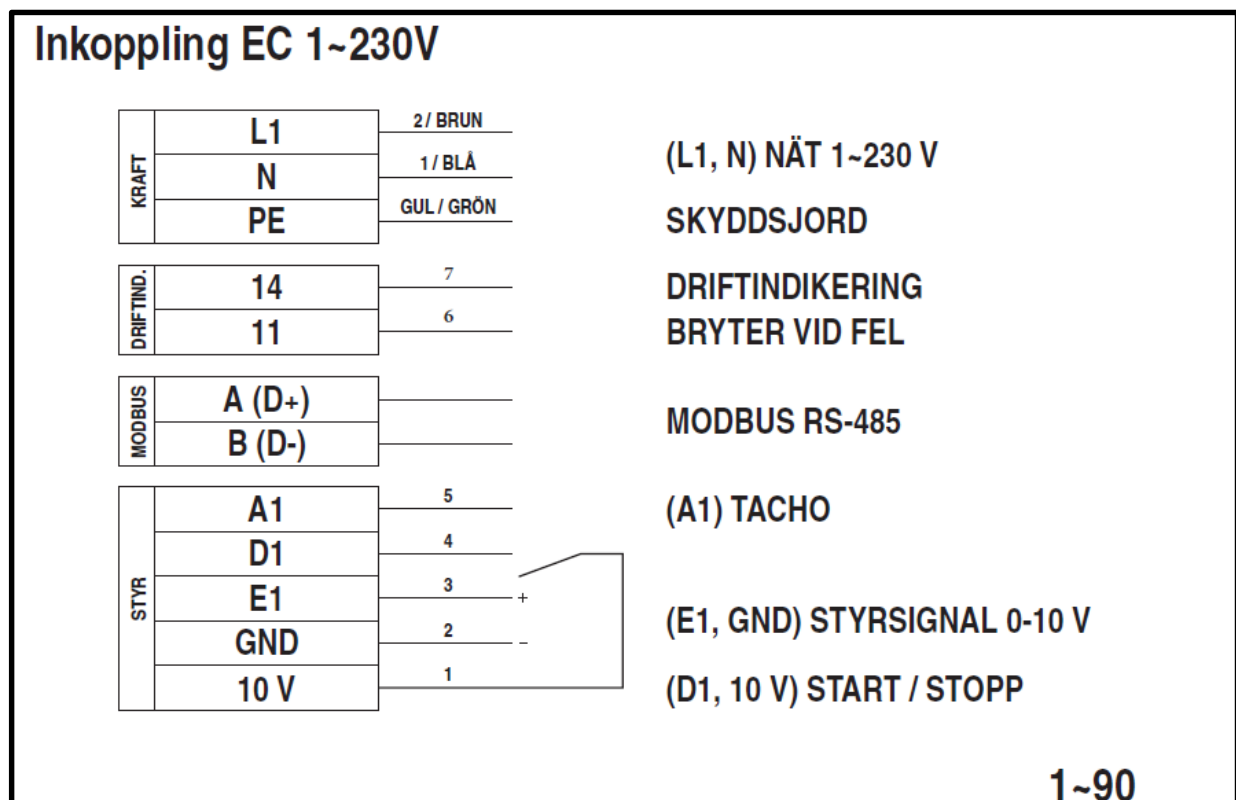 Inkoppling EC 1~230V
KRAFT
L1
2 / BRUN
N
1 / BLÅ
PE
GUL / GRÖN
(L1, N) NÄT 1~230 V
SKYDDSJORD
DRIFTIND.
14
7
DRIFTINDIKERING
11
6
BRYTER VID FEL
MODBUS
A (D+)
B (D-)
MODBUS RS-485
STYR
A1
5
(A1) TACHO
D1
4
E1
3
+
(E1, GND) STYRSIGNAL 0-10 V
GND
2
–
10 V
1
(D1, 10 V) START / STOPP
1~90